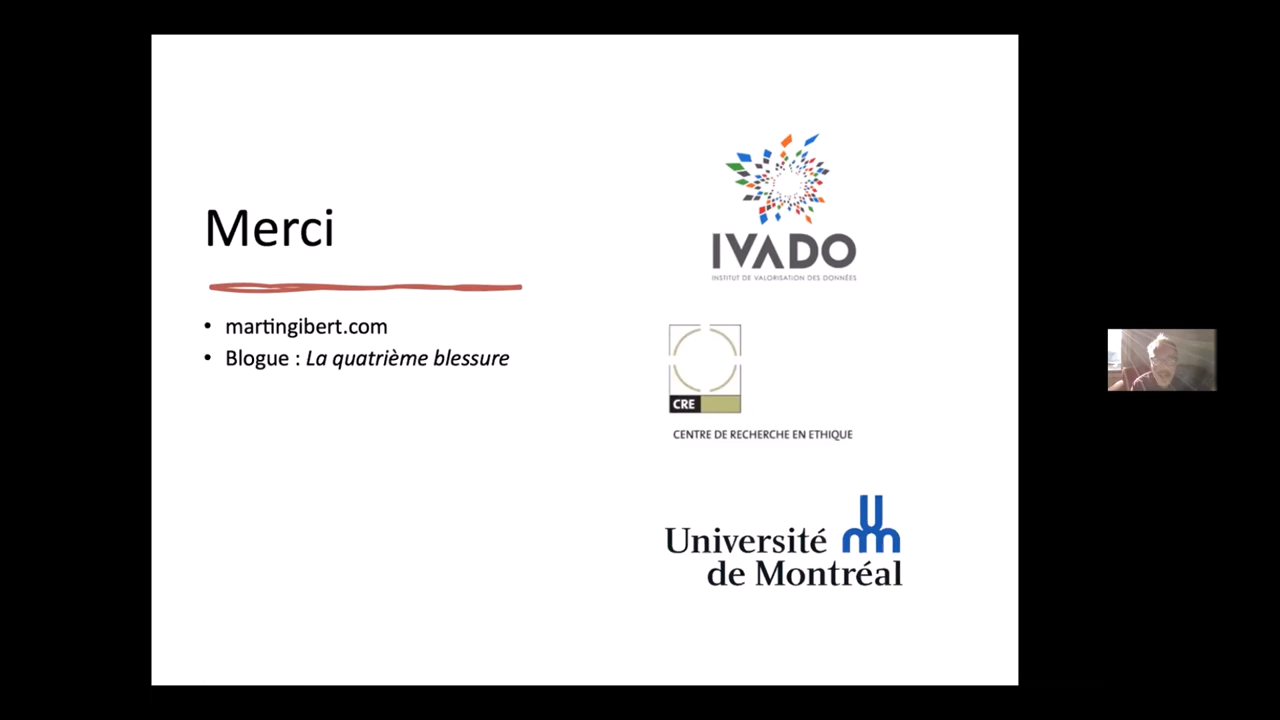 Merci
• martingibert.com
• Blogue : La quatrième blessure
IVADO
INSTITUT DE VALORISATION DES DONNÉES
CRE
CENTRE DE RECHERCHE EN ETHIQUE
Université
de Montréal